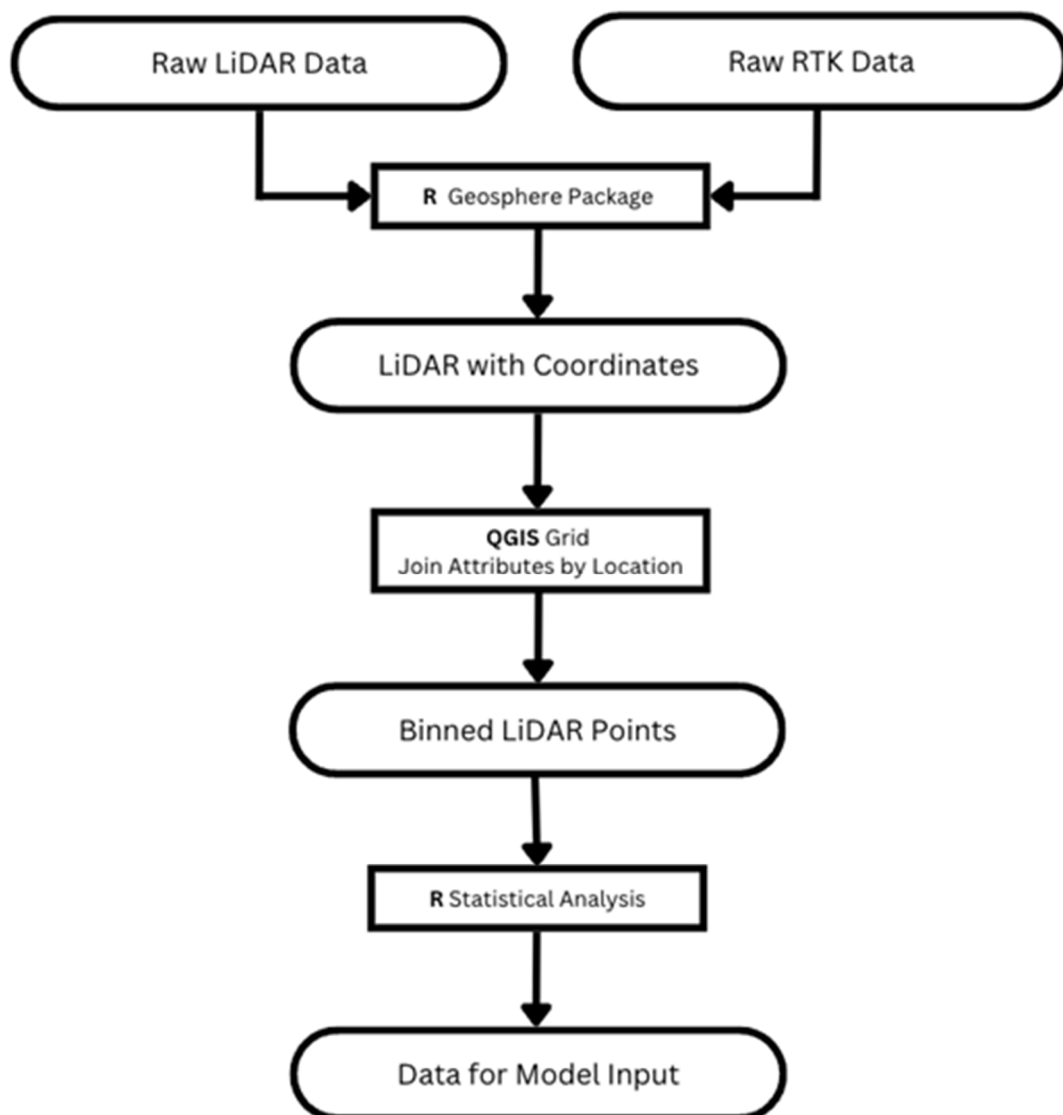 Raw LiDAR Data
Raw RTK Data
R Geosphere Package
LiDAR with Coordinates
QGIS Grid
Join Attributes by Location
Binned LiDAR Points
R Statistical Analysis
Data for Model Input